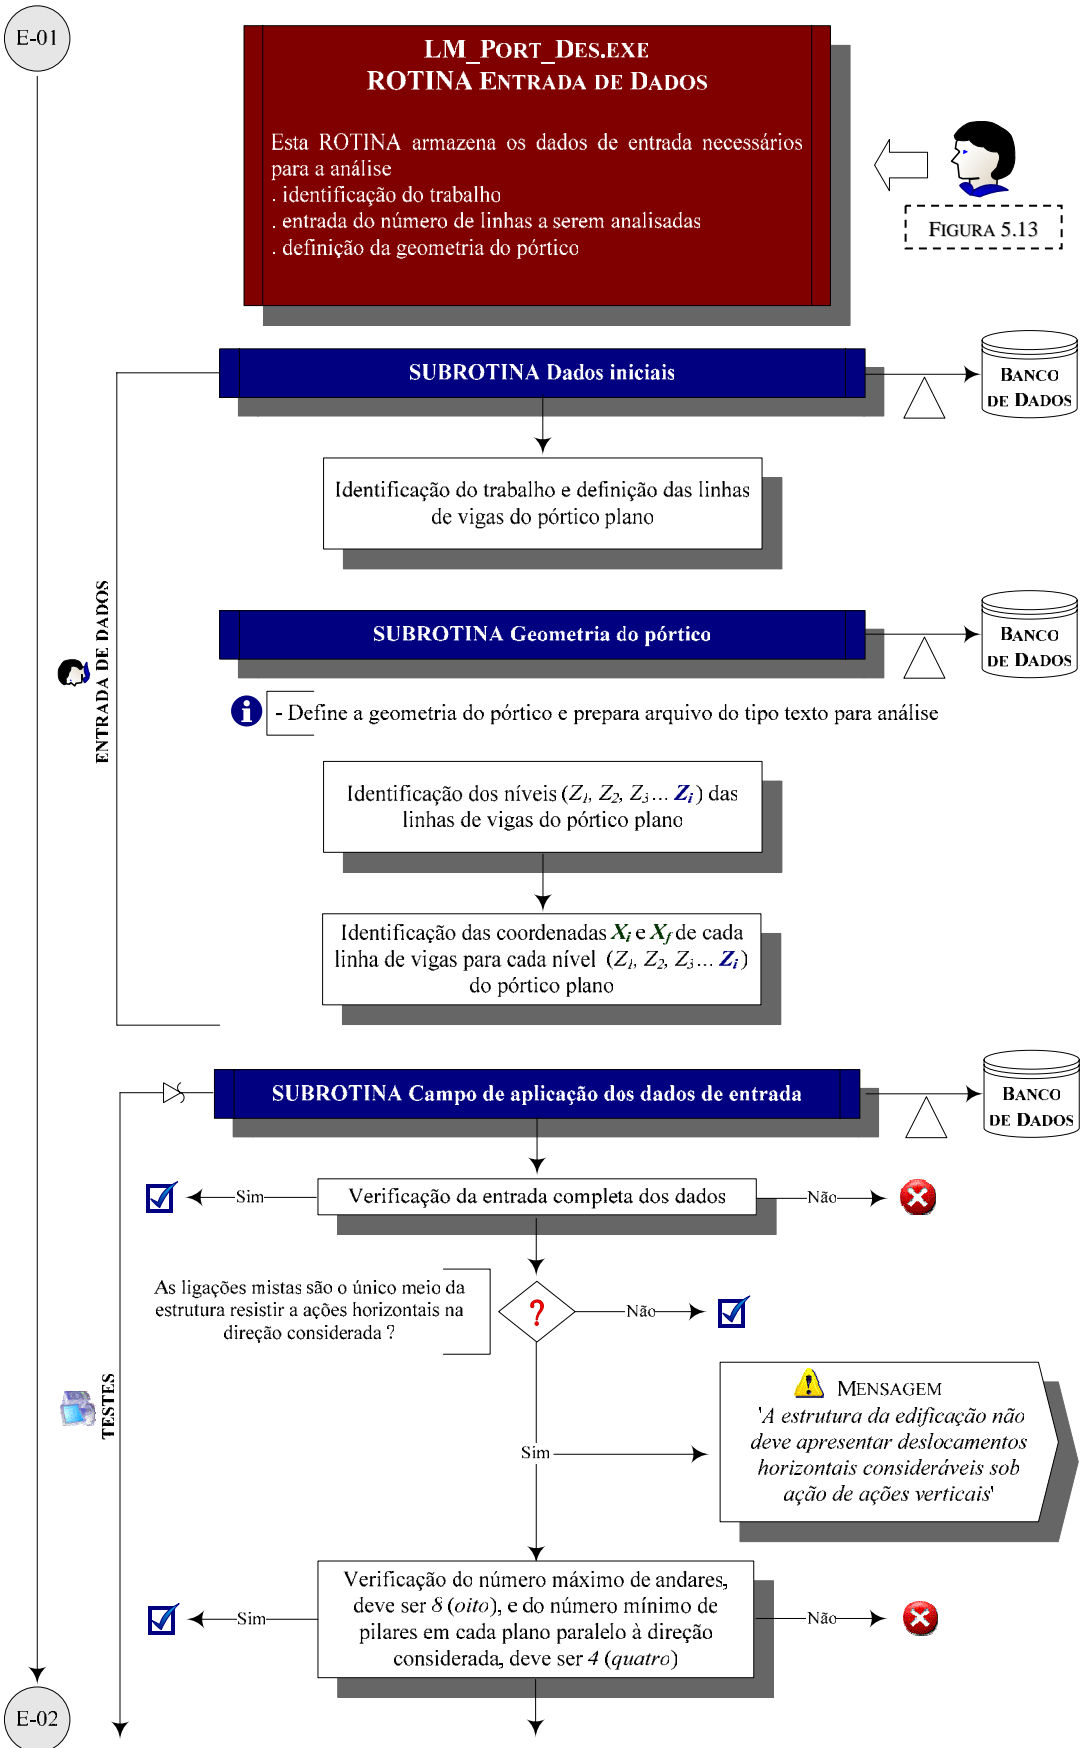 E-01
LM_PORT_DES.EXE
ROTINA ENTRADA DE DADOS
Esta ROTINA armazena os dados de entrada necessários
para a análise
. identificação do trabalho
. entrada do número de linhas a serem analisadas
. definição da geometria do pórtico
FIGURA 5.13
SUBROTINA Dados iniciais
BANCO
DE DADOS
Identificação do trabalho e definição das linhas
de vigas do pórtico plano
ENTRADA DE DADOS
SUBROTINA Geometria do pórtico
BANCO
DE DADOS
- Define a geometria do pórtico e prepara arquivo do tipo texto para análise
Identificação dos níveis (Z1, Z2, Z3... Zi) das
linhas de vigas do pórtico plano
Identificação das coordenadas Xi e Xf de cada
linha de vigas para cada nível (Z1, Z2, Z3... Zi)
do pórtico plano
SUBROTINA Campo de aplicação dos dados de entrada
BANCO
DE DADOS
Sim
Verificação da entrada completa dos dados
Não
As ligações mistas são o único meio da
estrutura resistir a ações horizontais na
direção considerada ?
?
Não
TESTES
MENSAGEM
'A estrutura da edificação não
deve apresentar deslocamentos
horizontais consideráveis sob
ação de ações verticais'
Sim
Verificação do número máximo de andares,
deve ser 8 (oito), e do número mínimo de
pilares em cada plano paralelo à direção
considerada, deve ser 4 (quatro)
Sim
Não
E-02